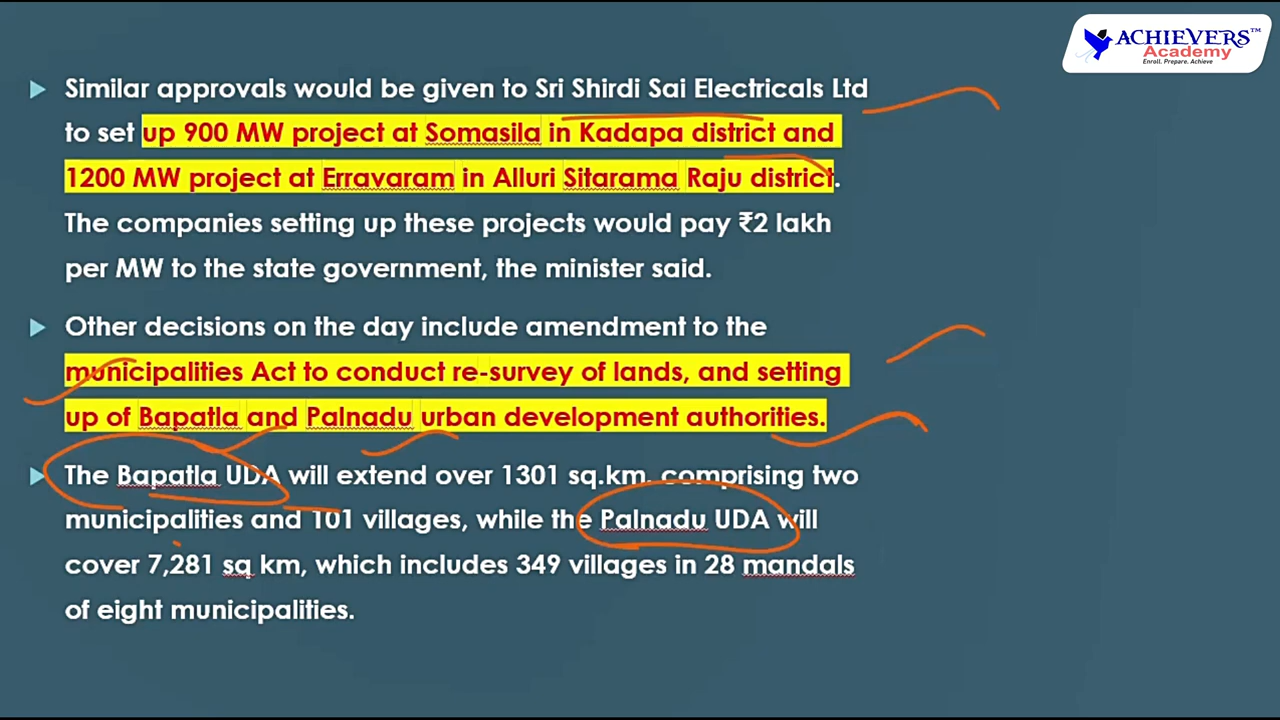 ACHIEVERS™
Academy
Enroll. Prepare. Achieve
Similar approvals would be given to Sri Shirdi Sai Electricals Ltd
to set up 900 MW project at Somasila in Kadapa district and
1200 MW project at Erravaram in Alluri Sitarama Raju district.
The companies setting up these projects would pay ₹2 lakh
per MW to the state government, the minister said.
Other decisions on the day include amendment to the
municipalities Act to conduct re-survey of lands, and setting
up of Bapatla and Palnadu urban development authorities.
The Bapatla UDA will extend over 1301 sq.km, comprising two
municipalities and 101 villages, while the Palnadu UDA will
cover 7,281 sq km, which includes 349 villages in 28 mandals
of eight municipalities.